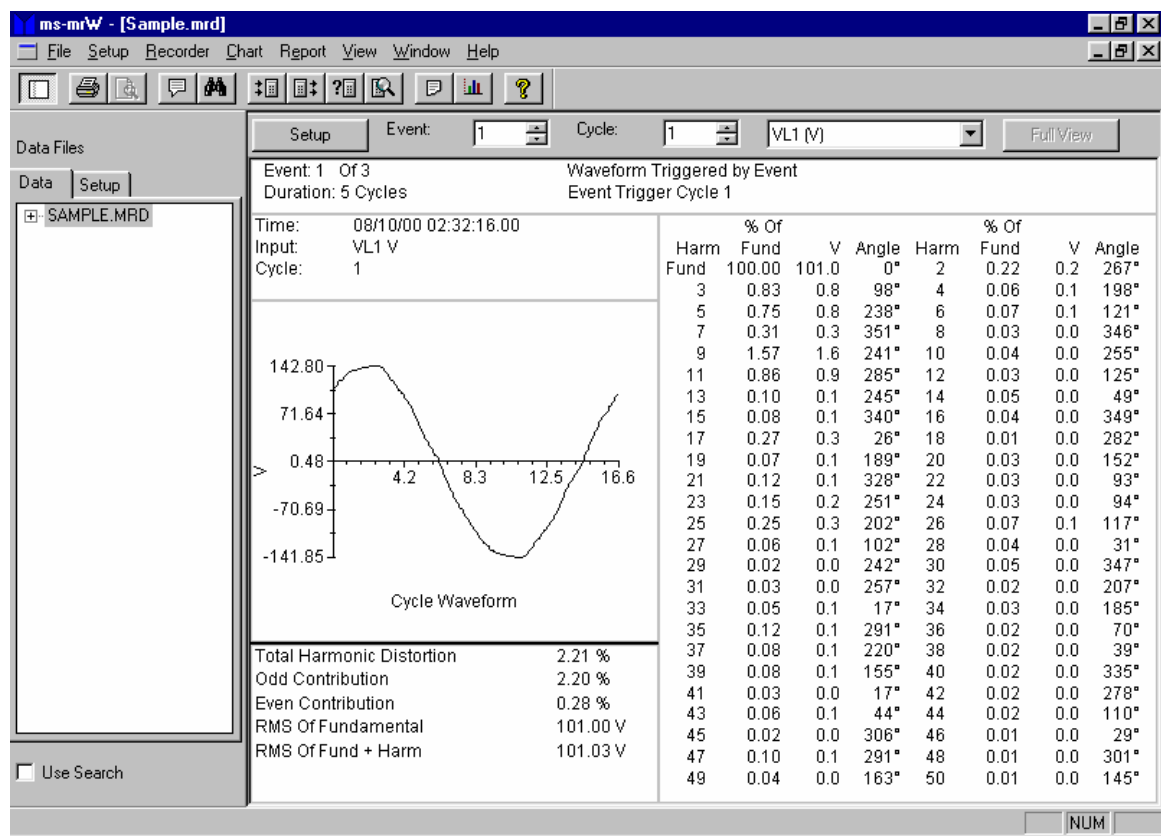 ms-mrW - [Sample.mrd]
File Setup Recorder Chart Report View Window Help
Setup Event: 1 Cycle: 1 VL1 (V) Full View
Data Files
Data Setup
SAMPLE.MRD
Use Search
Event: 1 Of 3 Waveform Triggered by Event
Duration: 5 Cycles Event Trigger Cycle 1
Time: 08/10/00 02:32:16.00
Input: VL1 V
Cycle: 1
142.80
71.64
0.48
-70.69
-141.85
V
4.2 8.3 12.5 16.6
Cycle Waveform
Total Harmonic Distortion 2.21 %
Odd Contribution 2.20 %
Even Contribution 0.28 %
RMS Of Fundamental 101.00 V
RMS Of Fund + Harm 101.03 V
% Of % Of
Harm Fund V Angle Harm Fund V Angle
Fund 100.00 101.0 0° 2 0.22 0.2 267°
3 0.83 0.8 98° 4 0.06 0.1 198°
5 0.75 0.8 238° 6 0.07 0.1 121°
7 0.31 0.3 351° 8 0.03 0.0 346°
9 1.57 1.6 241° 10 0.04 0.0 255°
11 0.86 0.9 285° 12 0.03 0.0 125°
13 0.10 0.1 245° 14 0.05 0.0 49°
15 0.08 0.1 340° 16 0.04 0.0 349°
17 0.27 0.3 26° 18 0.01 0.0 282°
19 0.07 0.1 189° 20 0.03 0.0 152°
21 0.12 0.1 328° 22 0.03 0.0 93°
23 0.15 0.2 251° 24 0.03 0.0 94°
25 0.25 0.3 202° 26 0.07 0.1 117°
27 0.06 0.1 102° 28 0.04 0.0 31°
29 0.02 0.0 242° 30 0.05 0.0 347°
31 0.03 0.0 257° 32 0.02 0.0 207°
33 0.05 0.1 17° 34 0.03 0.0 185°
35 0.12 0.1 291° 36 0.02 0.0 70°
37 0.08 0.1 220° 38 0.02 0.0 39°
39 0.08 0.1 155° 40 0.02 0.0 335°
41 0.03 0.0 17° 42 0.02 0.0 278°
43 0.06 0.1 44° 44 0.02 0.0 110°
45 0.02 0.0 306° 46 0.01 0.0 29°
47 0.10 0.1 291° 48 0.01 0.0 301°
49 0.04 0.0 163° 50 0.01 0.0 145°
NUM